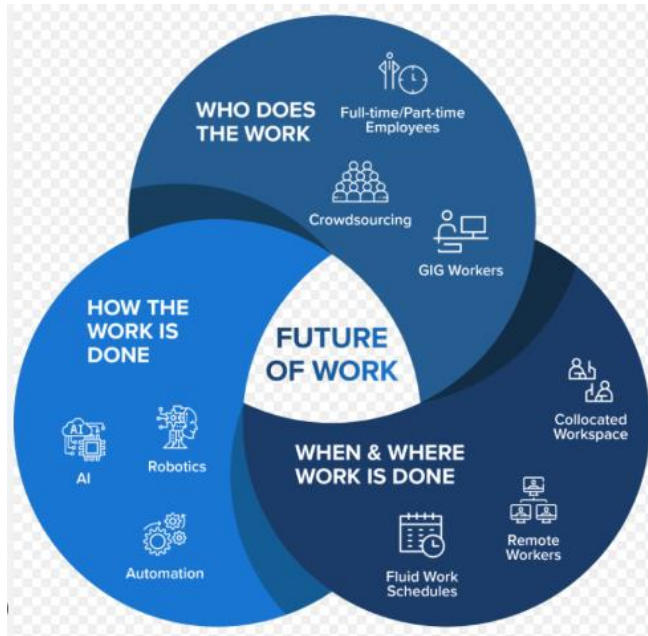 WHO DOES
THE WORK
Full-time/Part-time
Employees
Crowdsourcing
GIG Workers
HOW THE
WORK IS
DONE
AI
AI
Robotics
Automation
FUTURE
OF WORK
WHEN & WHERE
WORK IS DONE
Collocated
Workspace
Remote
Workers
Fluid Work
Schedules